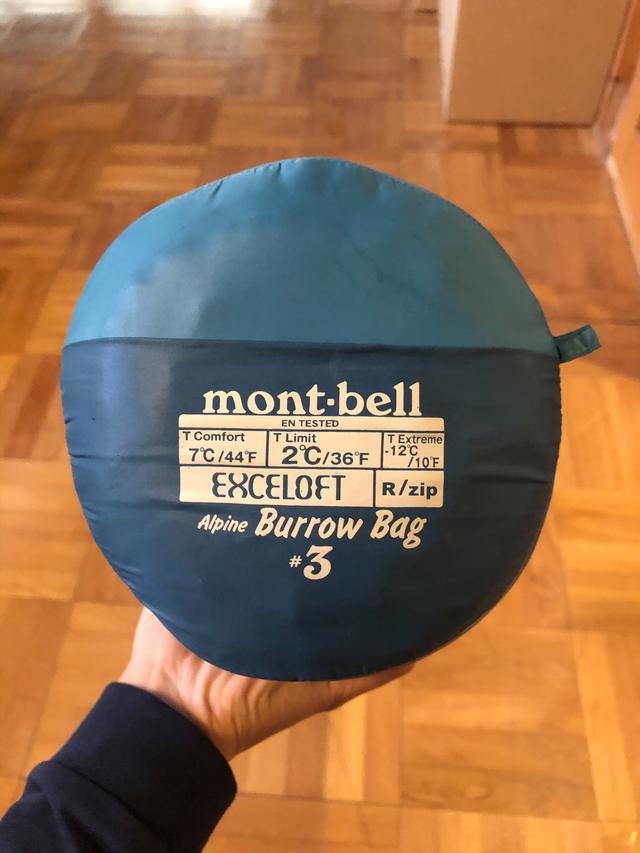 mont·bell
EN TESTED
T Comfort T Limit T Extreme
7℃/44°F 2℃/36°F -12℃/10°F
EXCELOFT R/zip
Alpine Burrow Bag
#3